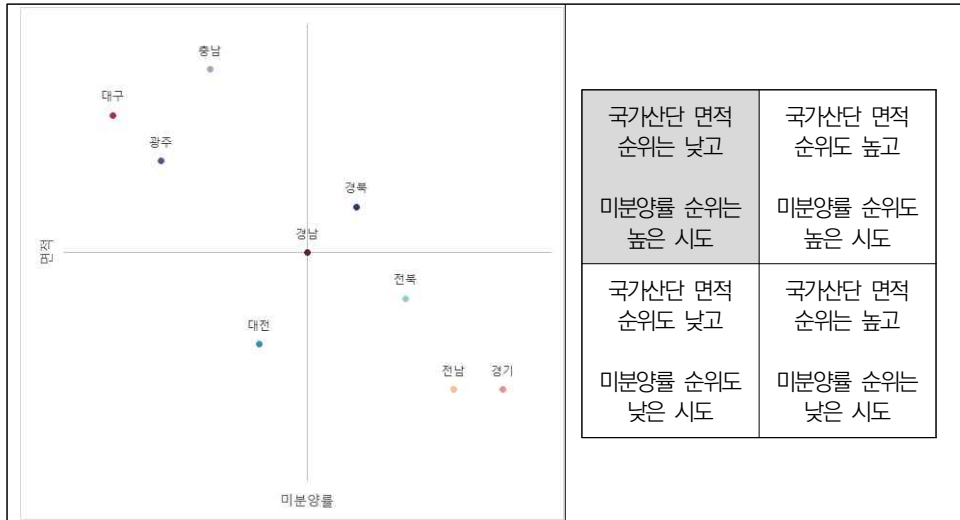 충남
대구
광주
경북
경남
면적
전북
대전
전남 경기
미분양률
국가산단 면적
순위는 낮고
미분양률 순위는
높은 시도
국가산단 면적
순위도 높고
미분양률 순위도
높은 시도
국가산단 면적
순위도 낮고
미분양률 순위도
낮은 시도
국가산단 면적
순위는 높고
미분양률 순위는
낮은 시도